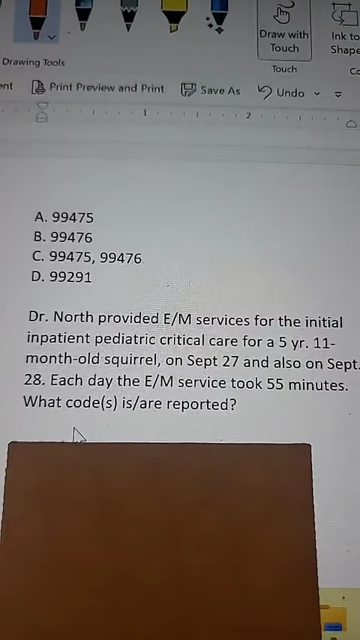 Draw with
Touch
Ink to
Shape
Drawing Tools
Touch
Print Preview and Print
Save As
Undo
1
2
A. 99475
B. 99476
C. 99475, 99476
D. 99291
Dr. North provided E/M services for the initial
inpatient pediatric critical care for a 5 yr. 11-
month-old squirrel, on Sept 27 and also on Sept.
28. Each day the E/M service took 55 minutes.
What code(s) is/are reported?